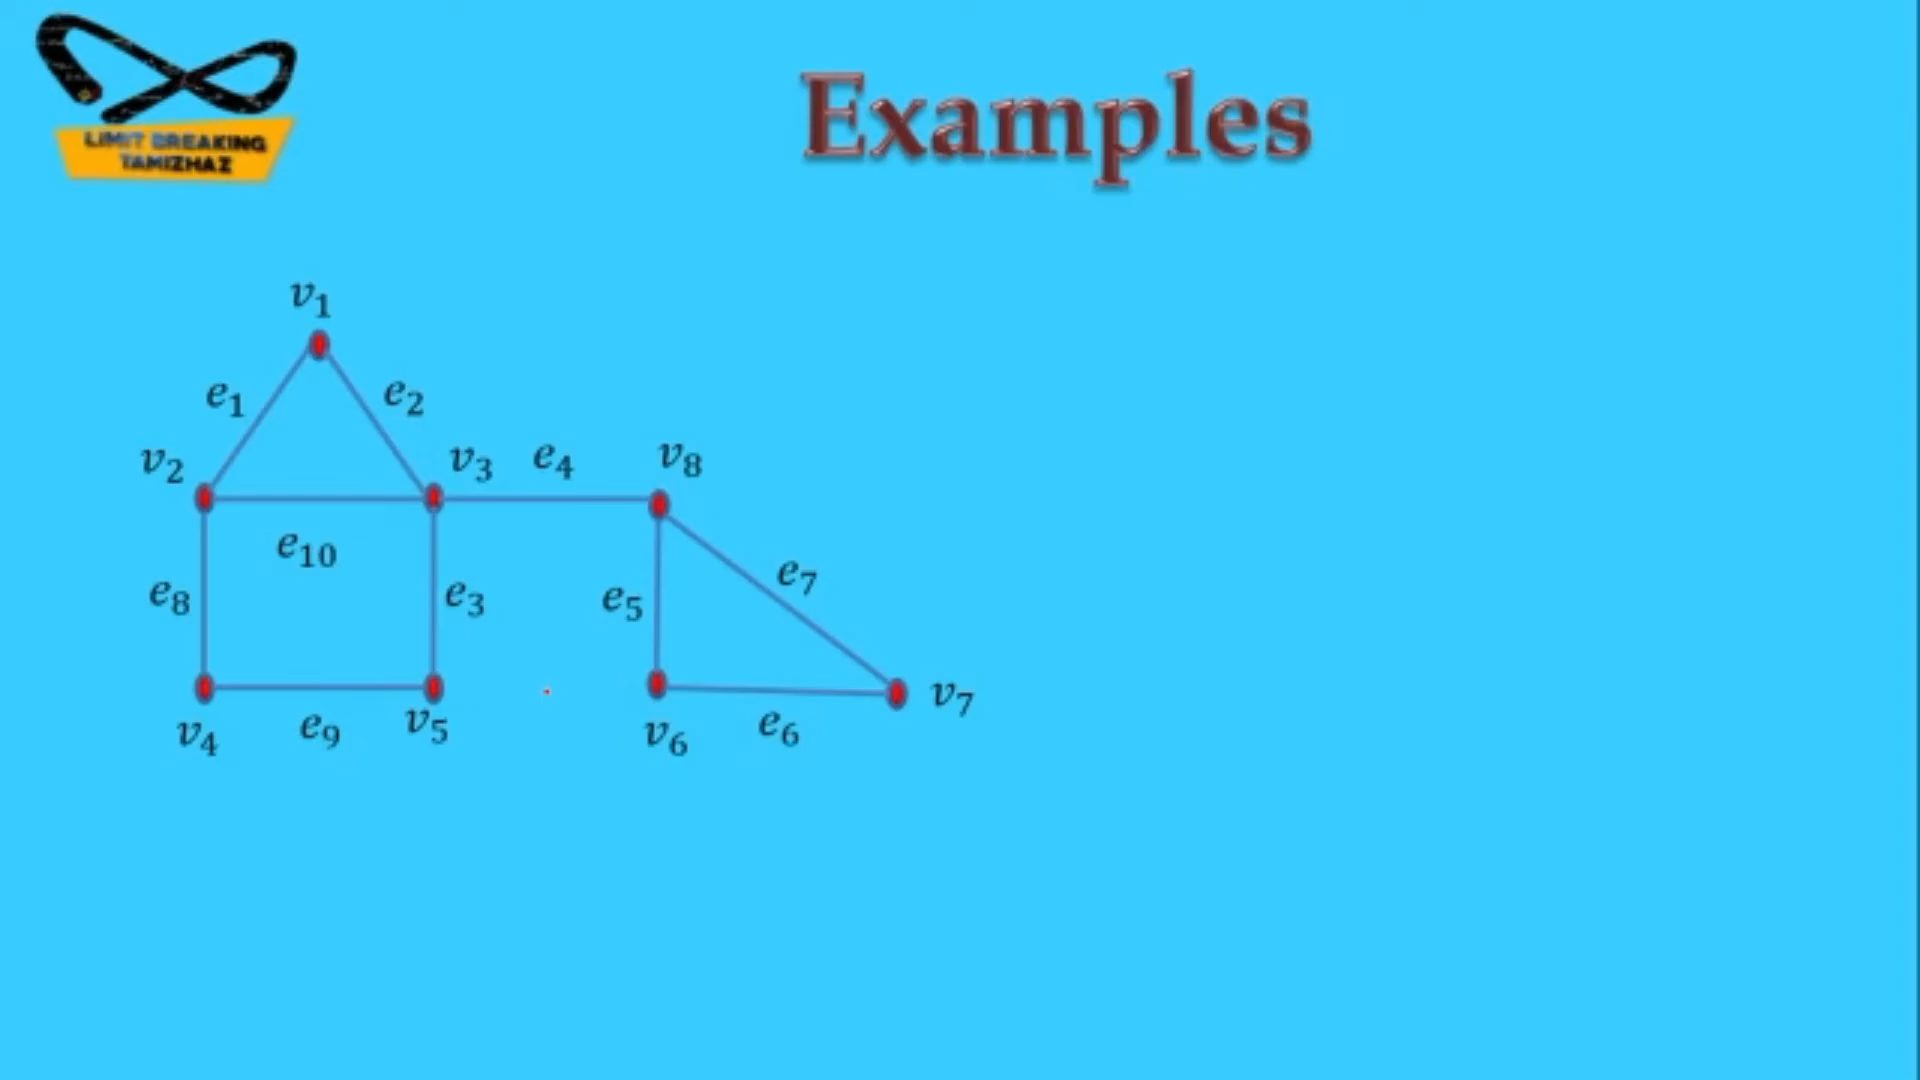 LIMIT BREAKING
TAMIZHAZ
Examples
v₁
e₁
e₂
v₂
v₃
e₄
v₈
e₁₀
e₇
e₈
e₃
e₅
v₇
v₄
e₉
v₅
v₆
e₆